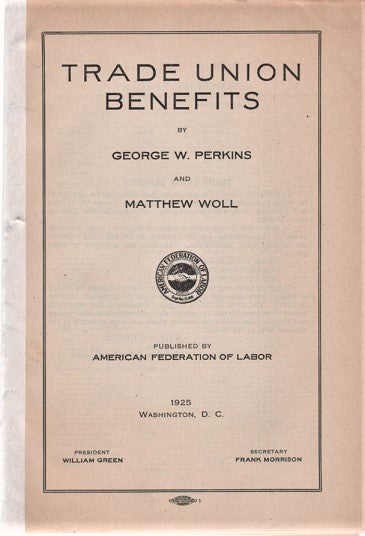 TRADE UNION
BENEFITS
BY
GEORGE W. PERKINS
AND
MATTHEW WOLL
AMERICAN FEDERATION OF LABOR
PUBLISHED BY
AMERICAN FEDERATION OF LABOR
1925
WASHINGTON, D. C.
PRESIDENT
WILLIAM GREEN
SECRETARY
FRANK MORRISON